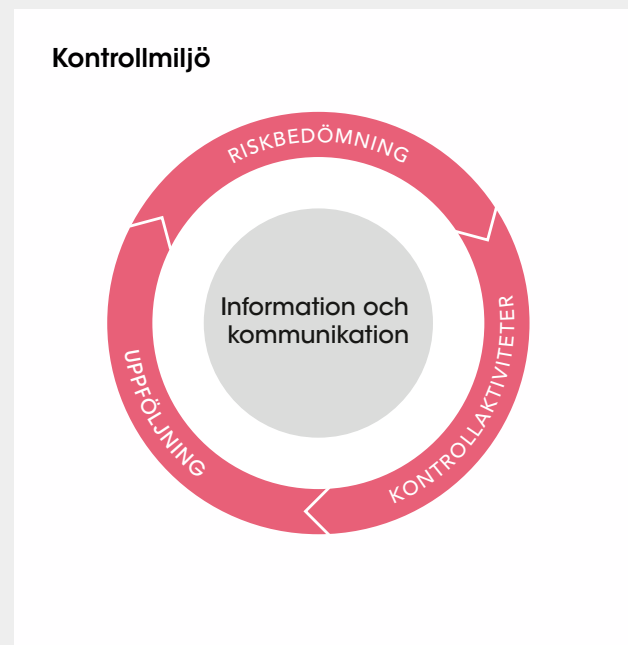 Kontrollmiljö
RISKBEDÖMNING
Information och
kommunikation
KONTROLLAKTIVITETER
UPPFÖLJNING